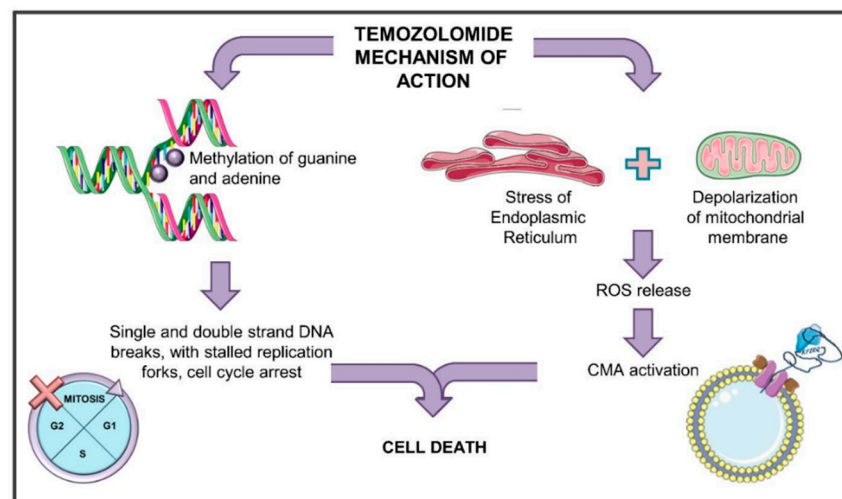 TEMOZOLOMIDE
MECHANISM OF
ACTION
Methylation of guanine
and adenine
Stress of
Endoplasmic
Reticulum
Depolarization
of mitochondrial
membrane
ROS release
Single and double strand DNA
breaks, with stalled replication
forks, cell cycle arrest
CMA activation
MITOSIS
G2
G1
S
CELL DEATH